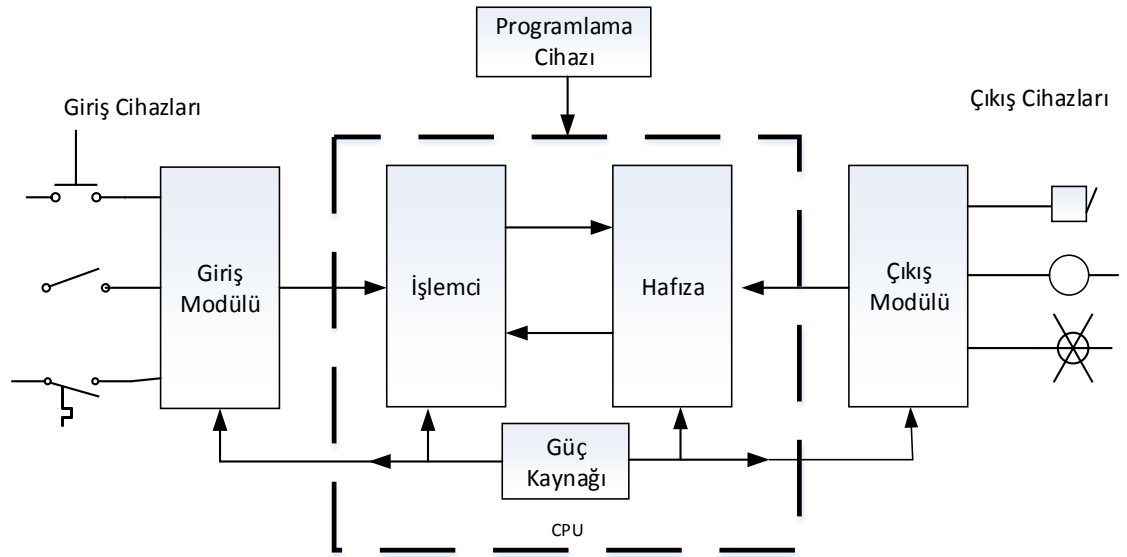 Programlama
Cihazı
Giriş Cihazları
Çıkış Cihazları
Giriş
Modülü
İşlemci
Hafıza
Çıkış
Modülü
Güç
Kaynağı
CPU